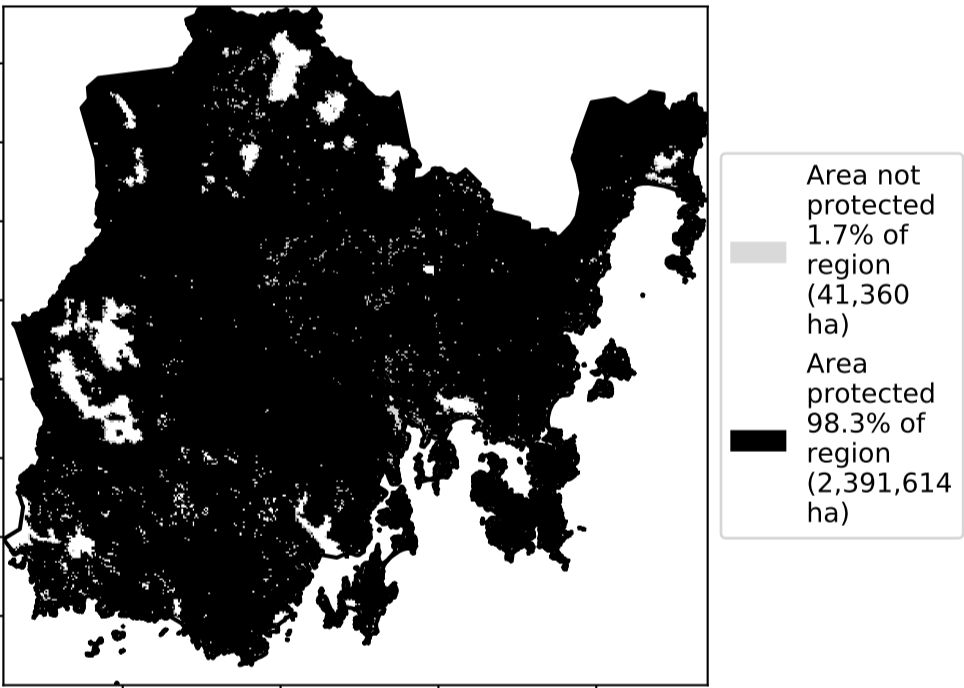 Area not
protected
1.7% of
region
(41,360
ha)
Area
protected
98.3% of
region
(2,391,614
ha)